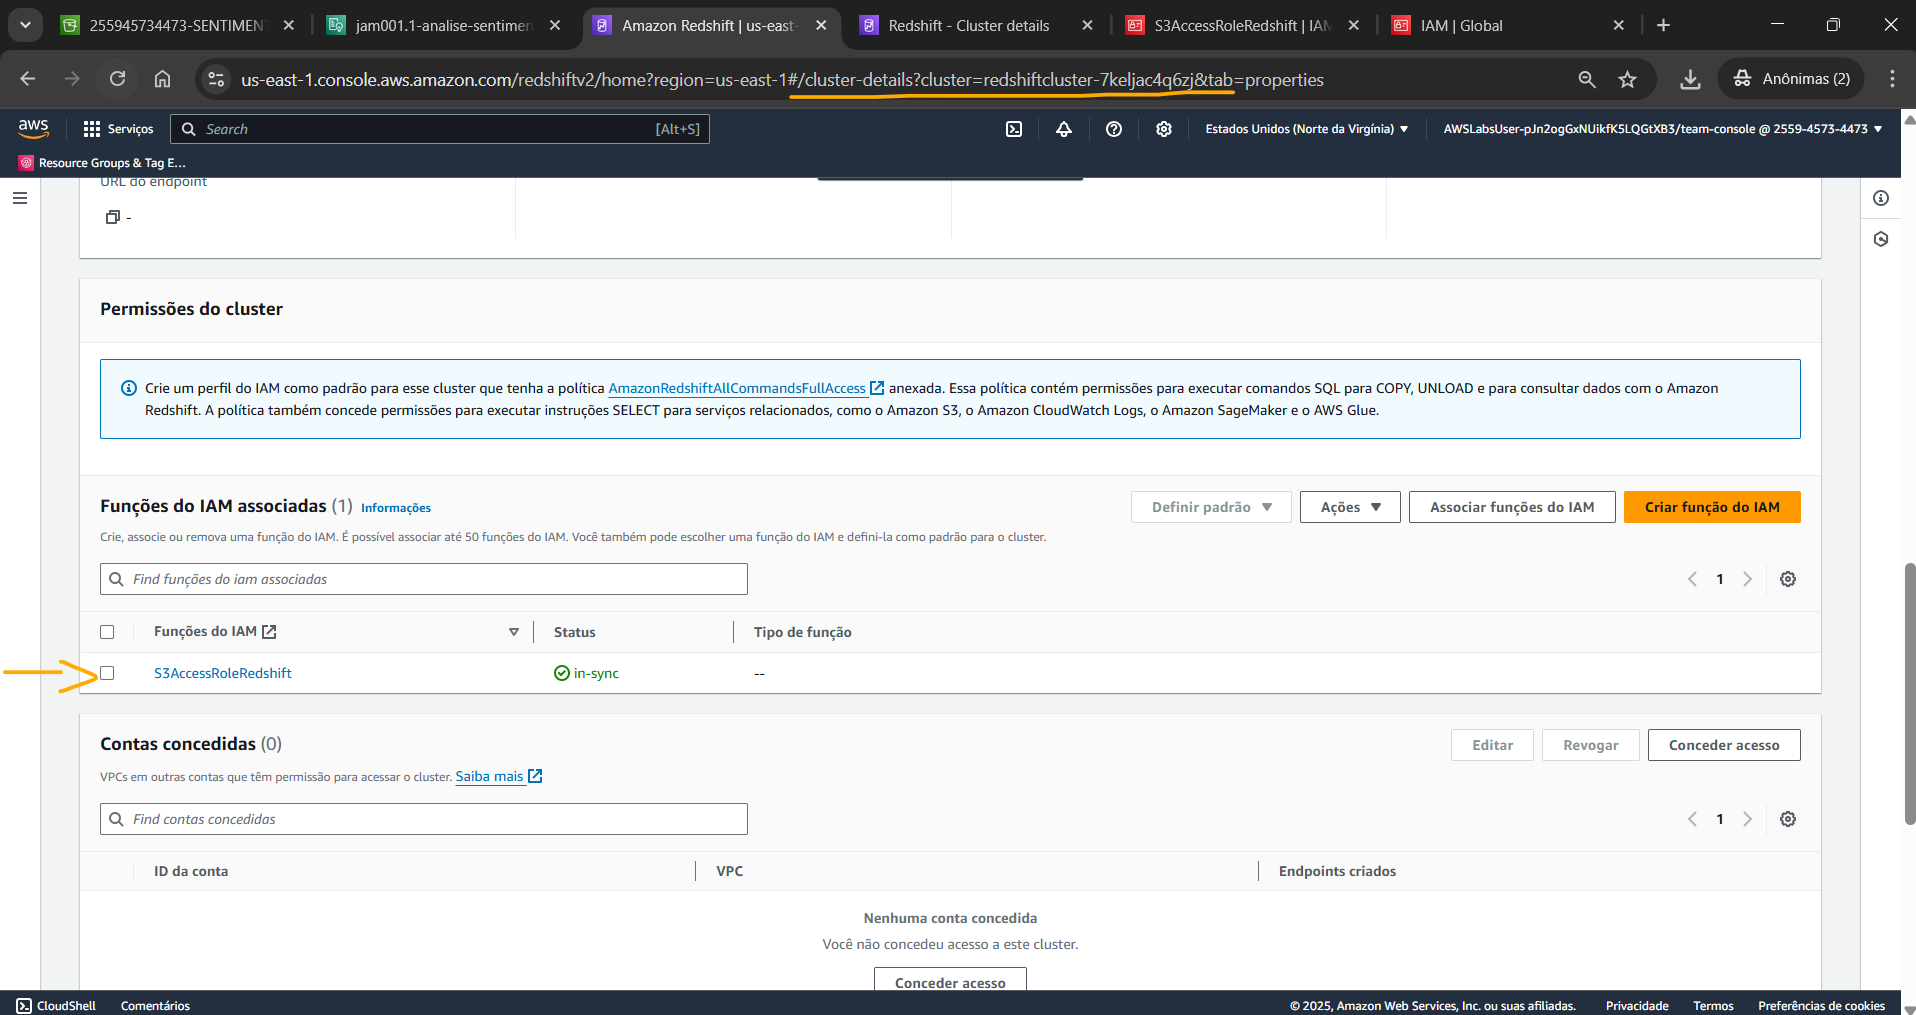 255945734473-SENTIMENT
jam001.1-analise-sentimen
Amazon Redshift | us-east-
Redshift - Cluster details
S3AccessRoleRedshift | IAM
IAM | Global
us-east-1.console.aws.amazon.com/redshiftv2/home?region=us-east-1#/cluster-details?cluster=redshiftcluster-7keljac4q6zj&tab=properties
Anônimas (2)
aws
Serviços
Search
[Alt+S]
Estados Unidos (Norte da Virgínia)
AWSLabsUser-pJn2ogGxNUikfK5LQGtXB3/team-console @ 2559-4573-4473
Resource Groups & Tag E...
URL do endpoint
-
Permissões do cluster
Crie um perfil do IAM como padrão para esse cluster que tenha a política AmazonRedshiftAllCommandsFullAccess anexada. Essa política contém permissões para executar comandos SQL para COPY, UNLOAD e para consultar dados com o Amazon
Redshift. A política também concede permissões para executar instruções SELECT para serviços relacionados, como o Amazon S3, o Amazon CloudWatch Logs, o Amazon SageMaker e o AWS Glue.
Funções do IAM associadas (1) Informações
Definir padrão
Ações
Associar funções do IAM
Criar função do IAM
Crie, associe ou remova uma função do IAM. É possível associar até 50 funções do IAM. Você também pode escolher uma função do IAM e defini-la como padrão para o cluster.
Find funções do iam associadas
1
Funções do IAM
Status
Tipo de função
S3AccessRoleRedshift
in-sync
--
Contas concedidas (0)
Editar
Revogar
Conceder acesso
VPCs em outras contas que têm permissão para acessar o cluster. Saiba mais
Find contas concedidas
1
ID da conta
VPC
Endpoints criados
Nenhuma conta concedida
Você não concedeu acesso a este cluster.
Conceder acesso
CloudShell
Comentários
© 2025, Amazon Web Services, Inc. ou suas afiliadas.
Privacidade
Termos
Preferências de cookies